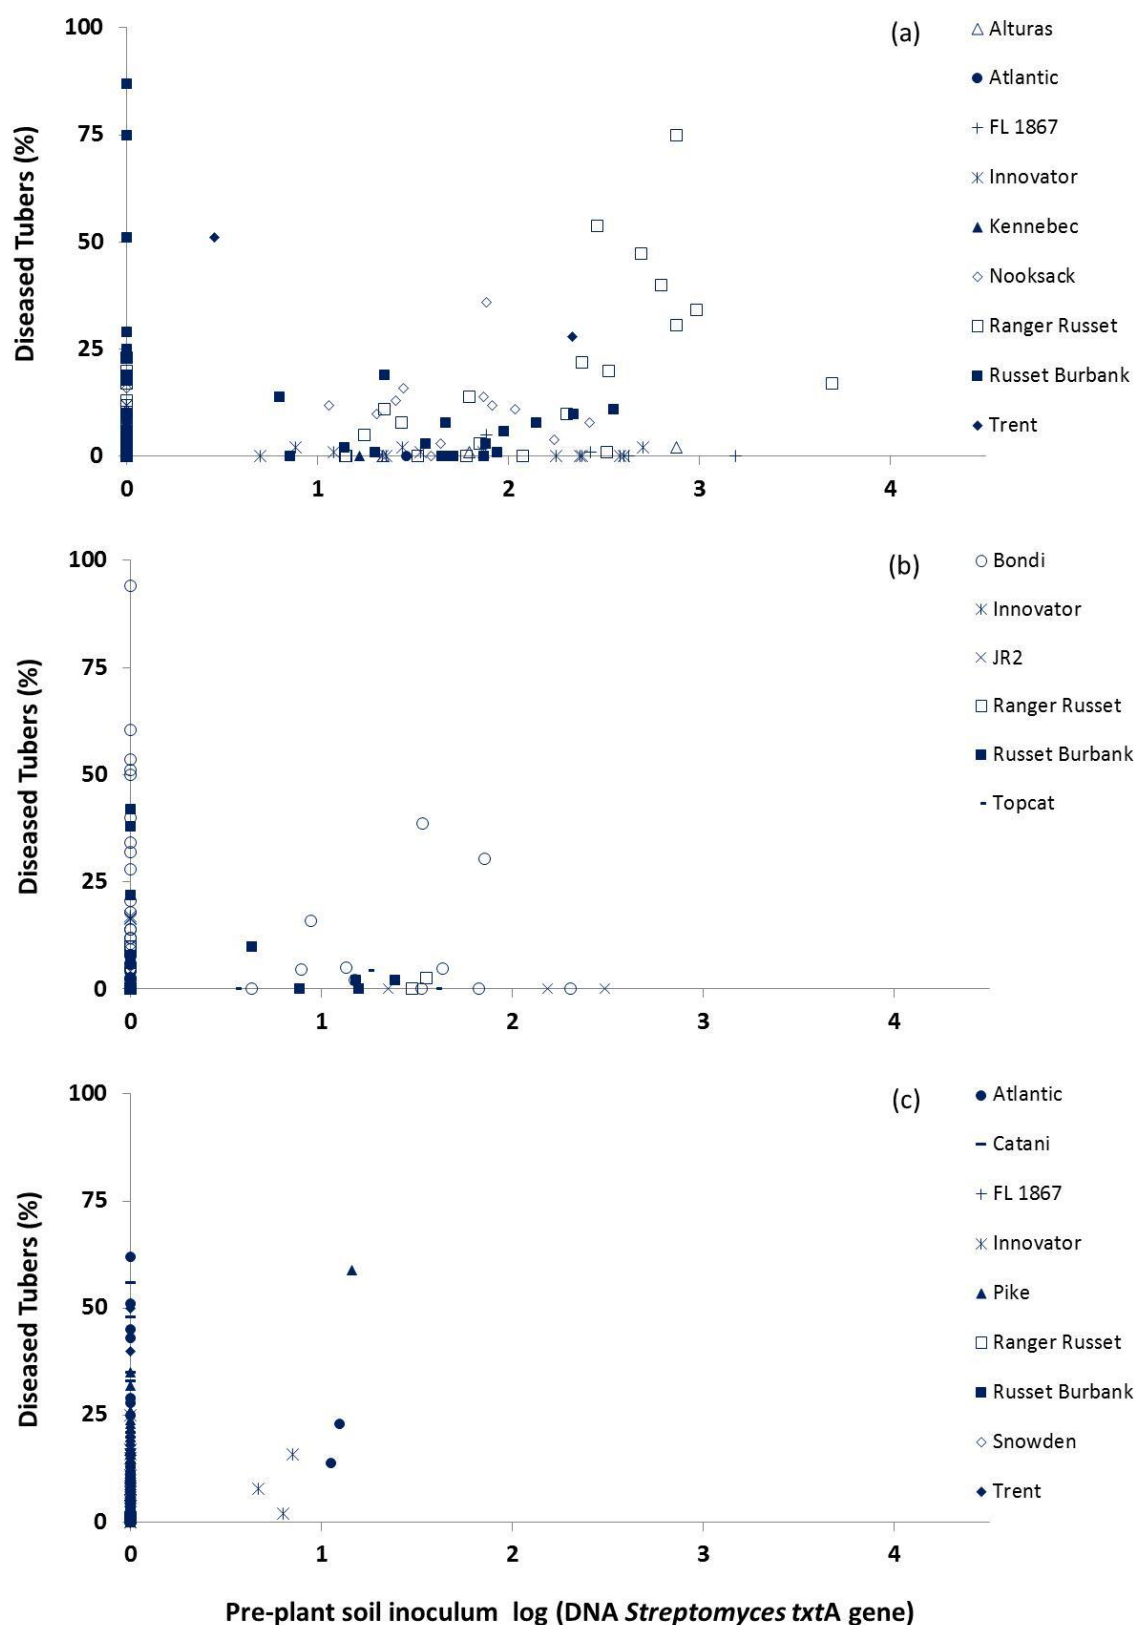 (a)
Diseased Tubers (%)
100
75
50
25
0
0 1 2 3 4
Alturas
Atlantic
FL 1867
Innovator
Kennebec
Nooksack
Ranger Russet
Russet Burbank
Trent
(b)
Diseased Tubers (%)
100
75
50
25
0
0 1 2 3 4
Bondi
Innovator
JR2
Ranger Russet
Russet Burbank
Topcat
(c)
Diseased Tubers (%)
100
75
50
25
0
0 1 2 3 4
Atlantic
Catani
FL 1867
Innovator
Pike
Ranger Russet
Russet Burbank
Snowden
Trent
Pre-plant soil inoculum log (DNA Streptomyces txtA gene)